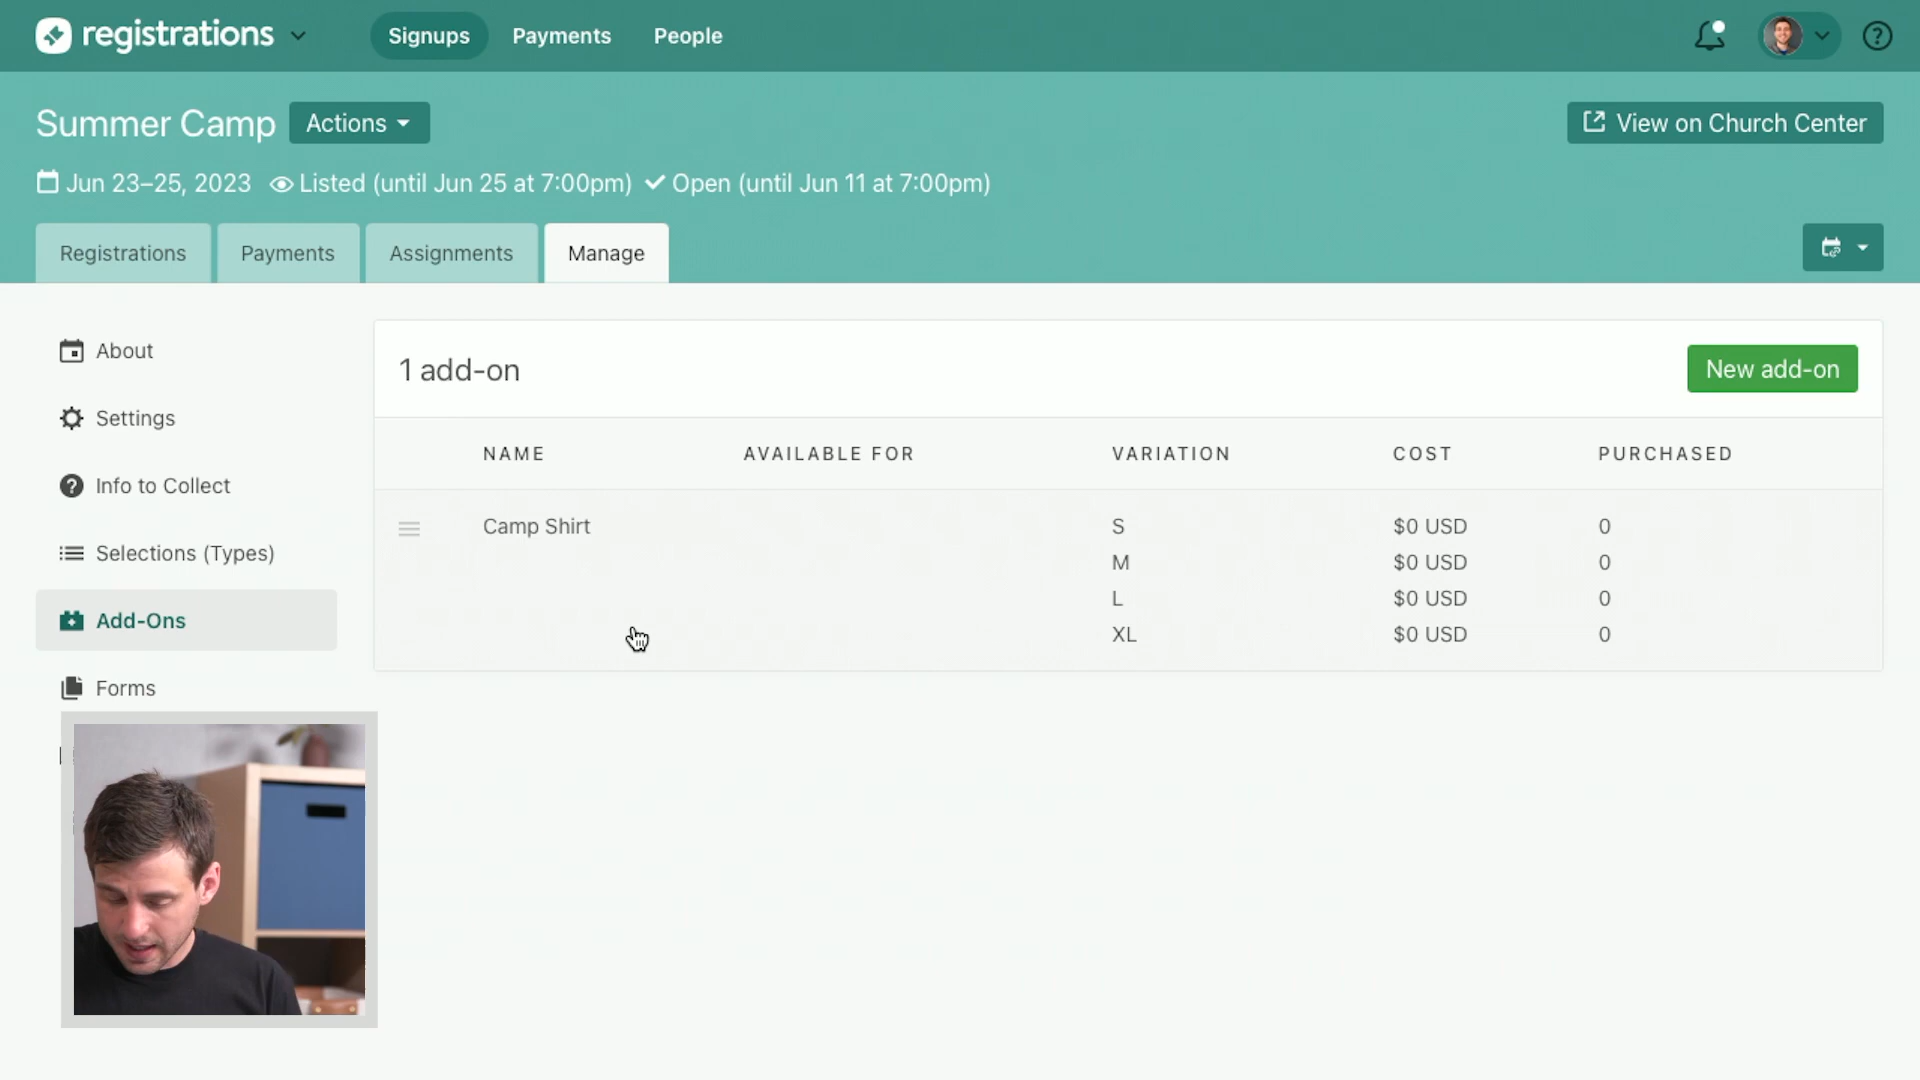 registrations
Signups
Payments
People
Summer Camp
Actions
View on Church Center
Jun 23–25, 2023
Listed (until Jun 25 at 7:00pm)
Open (until Jun 11 at 7:00pm)
Registrations
Payments
Assignments
Manage
About
Settings
Info to Collect
Selections (Types)
Add-Ons
Forms
1 add-on
New add-on
NAME AVAILABLE FOR VARIATION COST PURCHASED
Camp Shirt S $0 USD 0
M $0 USD 0
L $0 USD 0
XL $0 USD 0